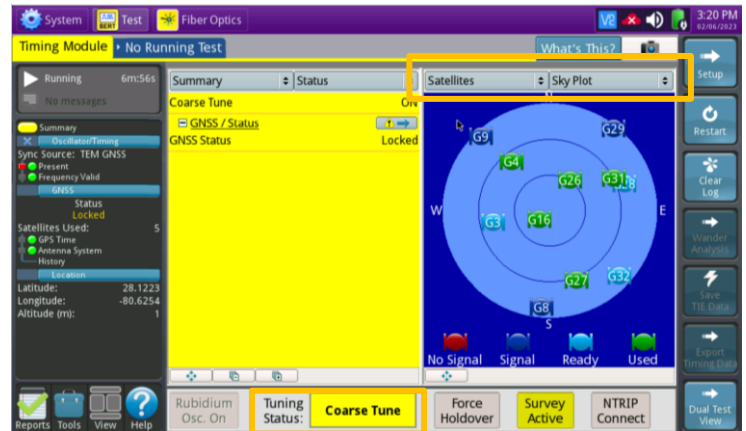 System
Test
Fiber Optics
3:20 PM
02/06/2023
Timing Module
No Running Test
What's This?
Running 6m:56s
No messages
Summary
Oscillator/Timing
Sync Source: TEM GNSS
Present
Frequency Valid
GNSS
Status
Locked
Satellites Used: 5
GPS Time
Antenna System
History
Location
Latitude: 28.1223
Longitude: -80.6254
Altitude (m): 1
Summary Status
Coarse Tune ON
GNSS / Status
GNSS Status Locked
Satellites Sky Plot
N
G9 G29
G4
G26 G31
W E
G3 G16
G27 G32
G8
S
No Signal Signal Ready Used
Setup
Restart
Clear
Log
Wander
Analysis
Save
TIE Data
Export
Timing Data
Dual Test
View
Reports Tools View Help
Rubidium
Osc. On
Tuning
Status:
Coarse Tune
Force
Holdover
Survey
Active
NTRIP
Connect